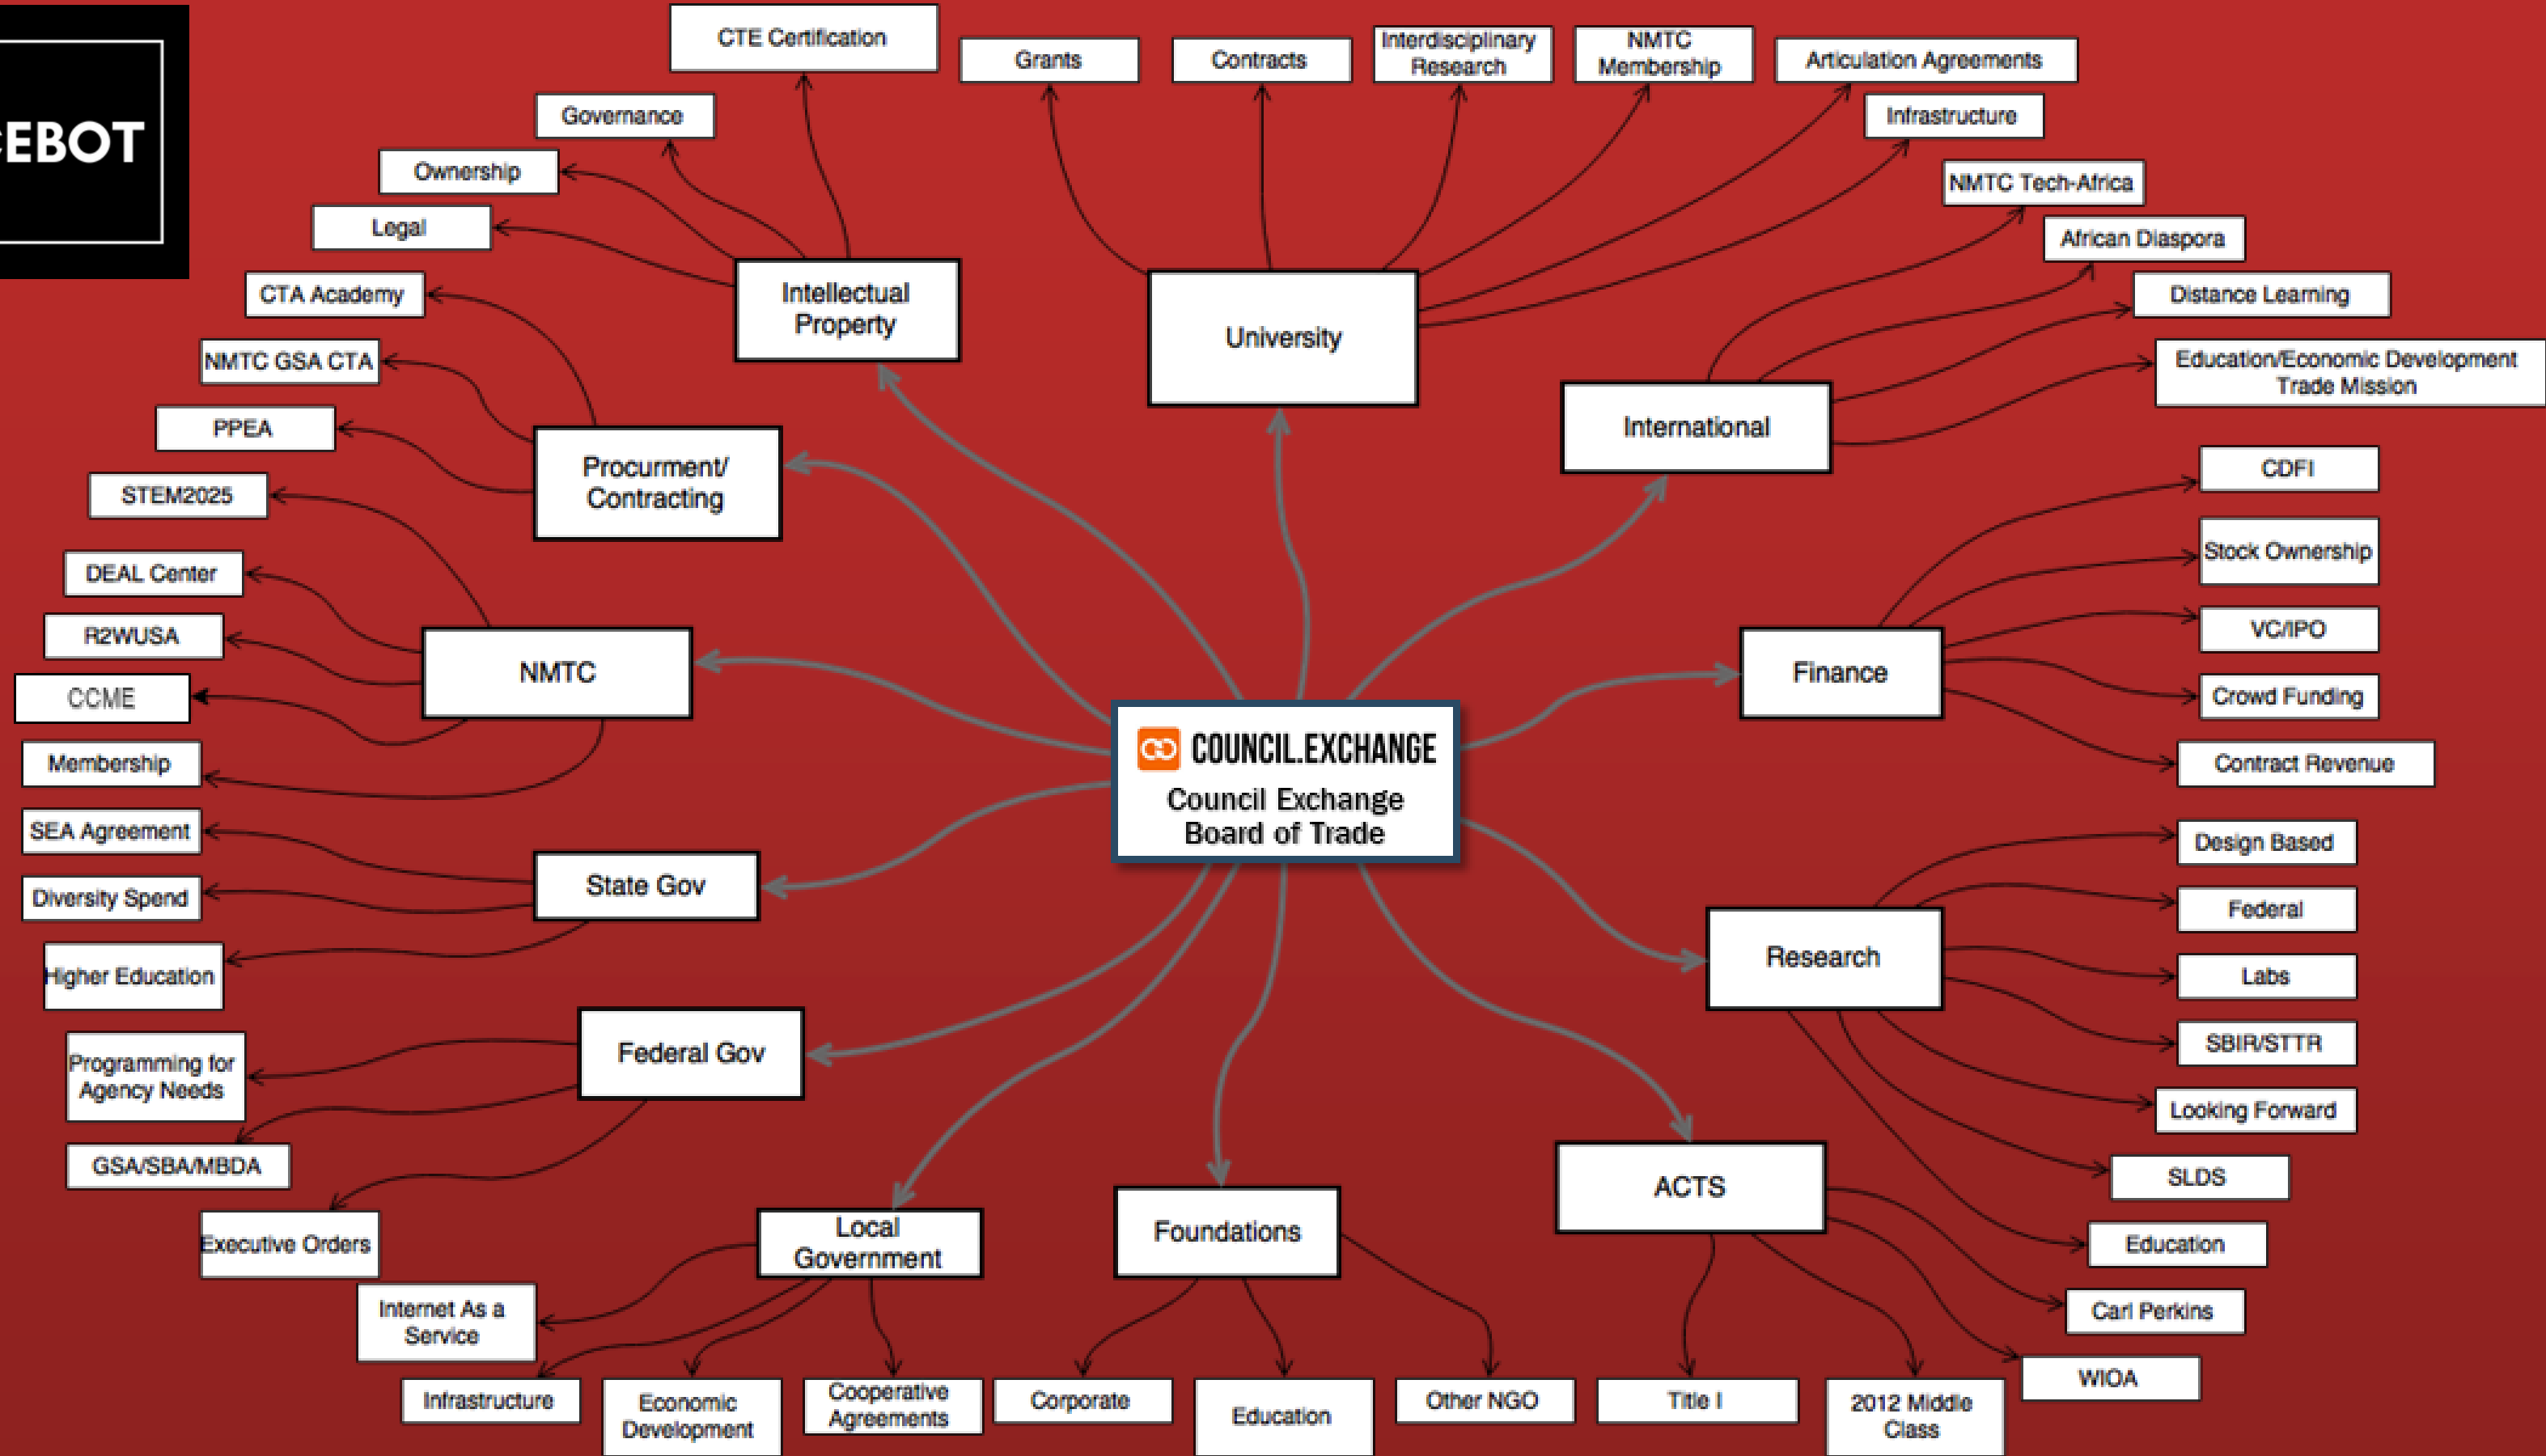 CTE Certification
Grants
Contracts
Interdisciplinary
Research
NMTC
Membership
Articulation Agreements
Governance
Infrastructure
EBOT
Ownership
NMTC Tech-Africa
Legal
African Diaspora
CTA Academy
Intellectual
Property
University
Distance Learning
NMTC GSA CTA
Education/Economic Development
Trade Mission
PPEA
International
Procurment/
Contracting
CDFI
STEM2025
Stock Ownership
DEAL Center
R2WUSA
VC/IPO
NMTC
Finance
CCME
Crowd Funding
Membership
COUNCIL.EXCHANGE
Council Exchange
Board of Trade
Contract Revenue
SEA Agreement
Design Based
State Gov
Diversity Spend
Federal
Research
Higher Education
Labs
Federal Gov
Programming for
Agency Needs
SBIR/STTR
Looking Forward
GSA/SBA/MBDA
ACTS
SLDS
Executive Orders
Local
Government
Foundations
Education
Internet As a
Service
Carl Perkins
WIOA
Infrastructure
Economic
Development
Cooperative
Agreements
Corporate
Education
Other NGO
Title I
2012 Middle
Class